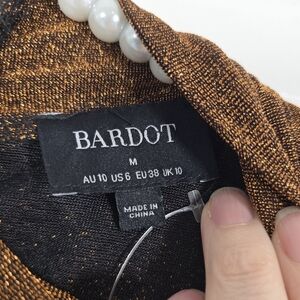 BARDOT
M
AU 10 US 6 EU 38 UK 10
MADE IN
CHINA